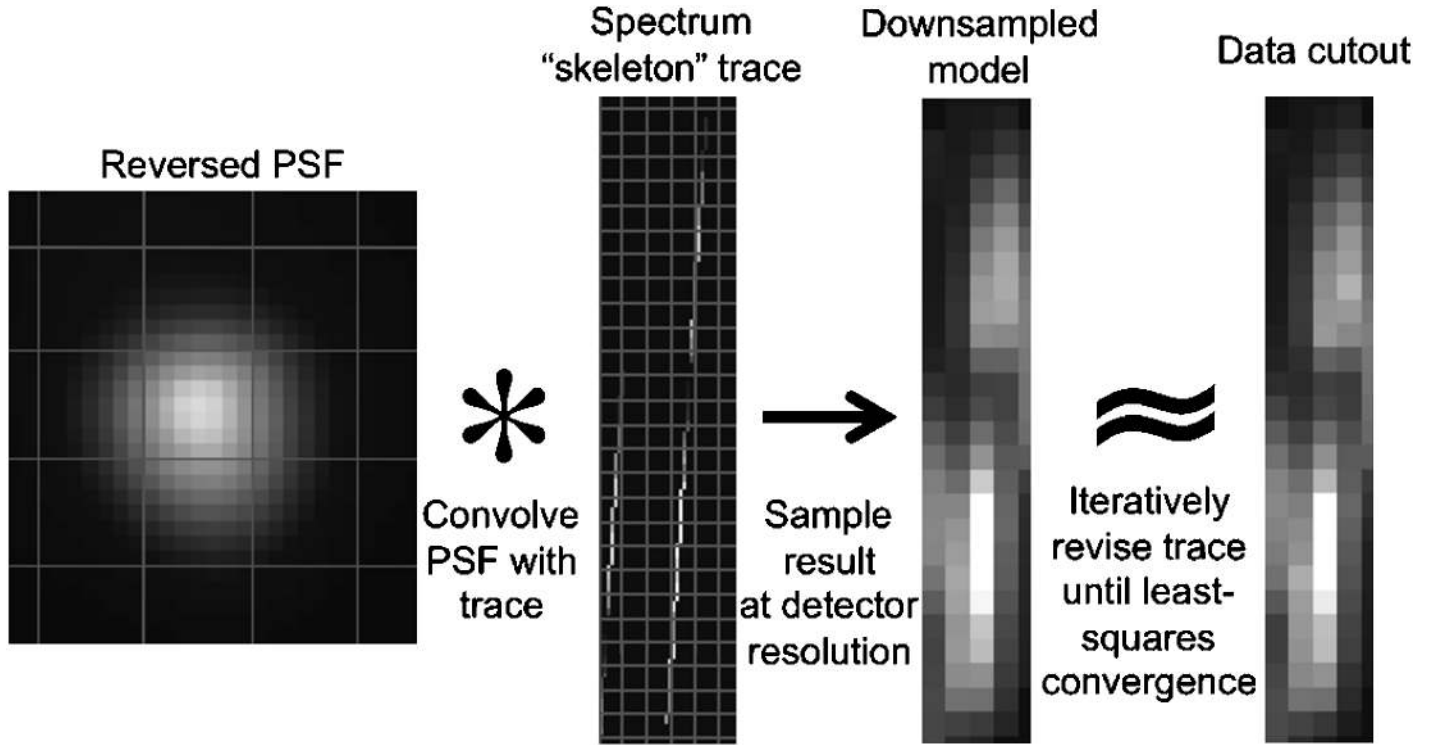 Reversed PSF
Convolve
PSF with
trace
Spectrum
“skeleton” trace
Sample
result
at detector
resolution
Downsampled
model
Iteratively
revise trace
until least-
squares
convergence
Data cutout